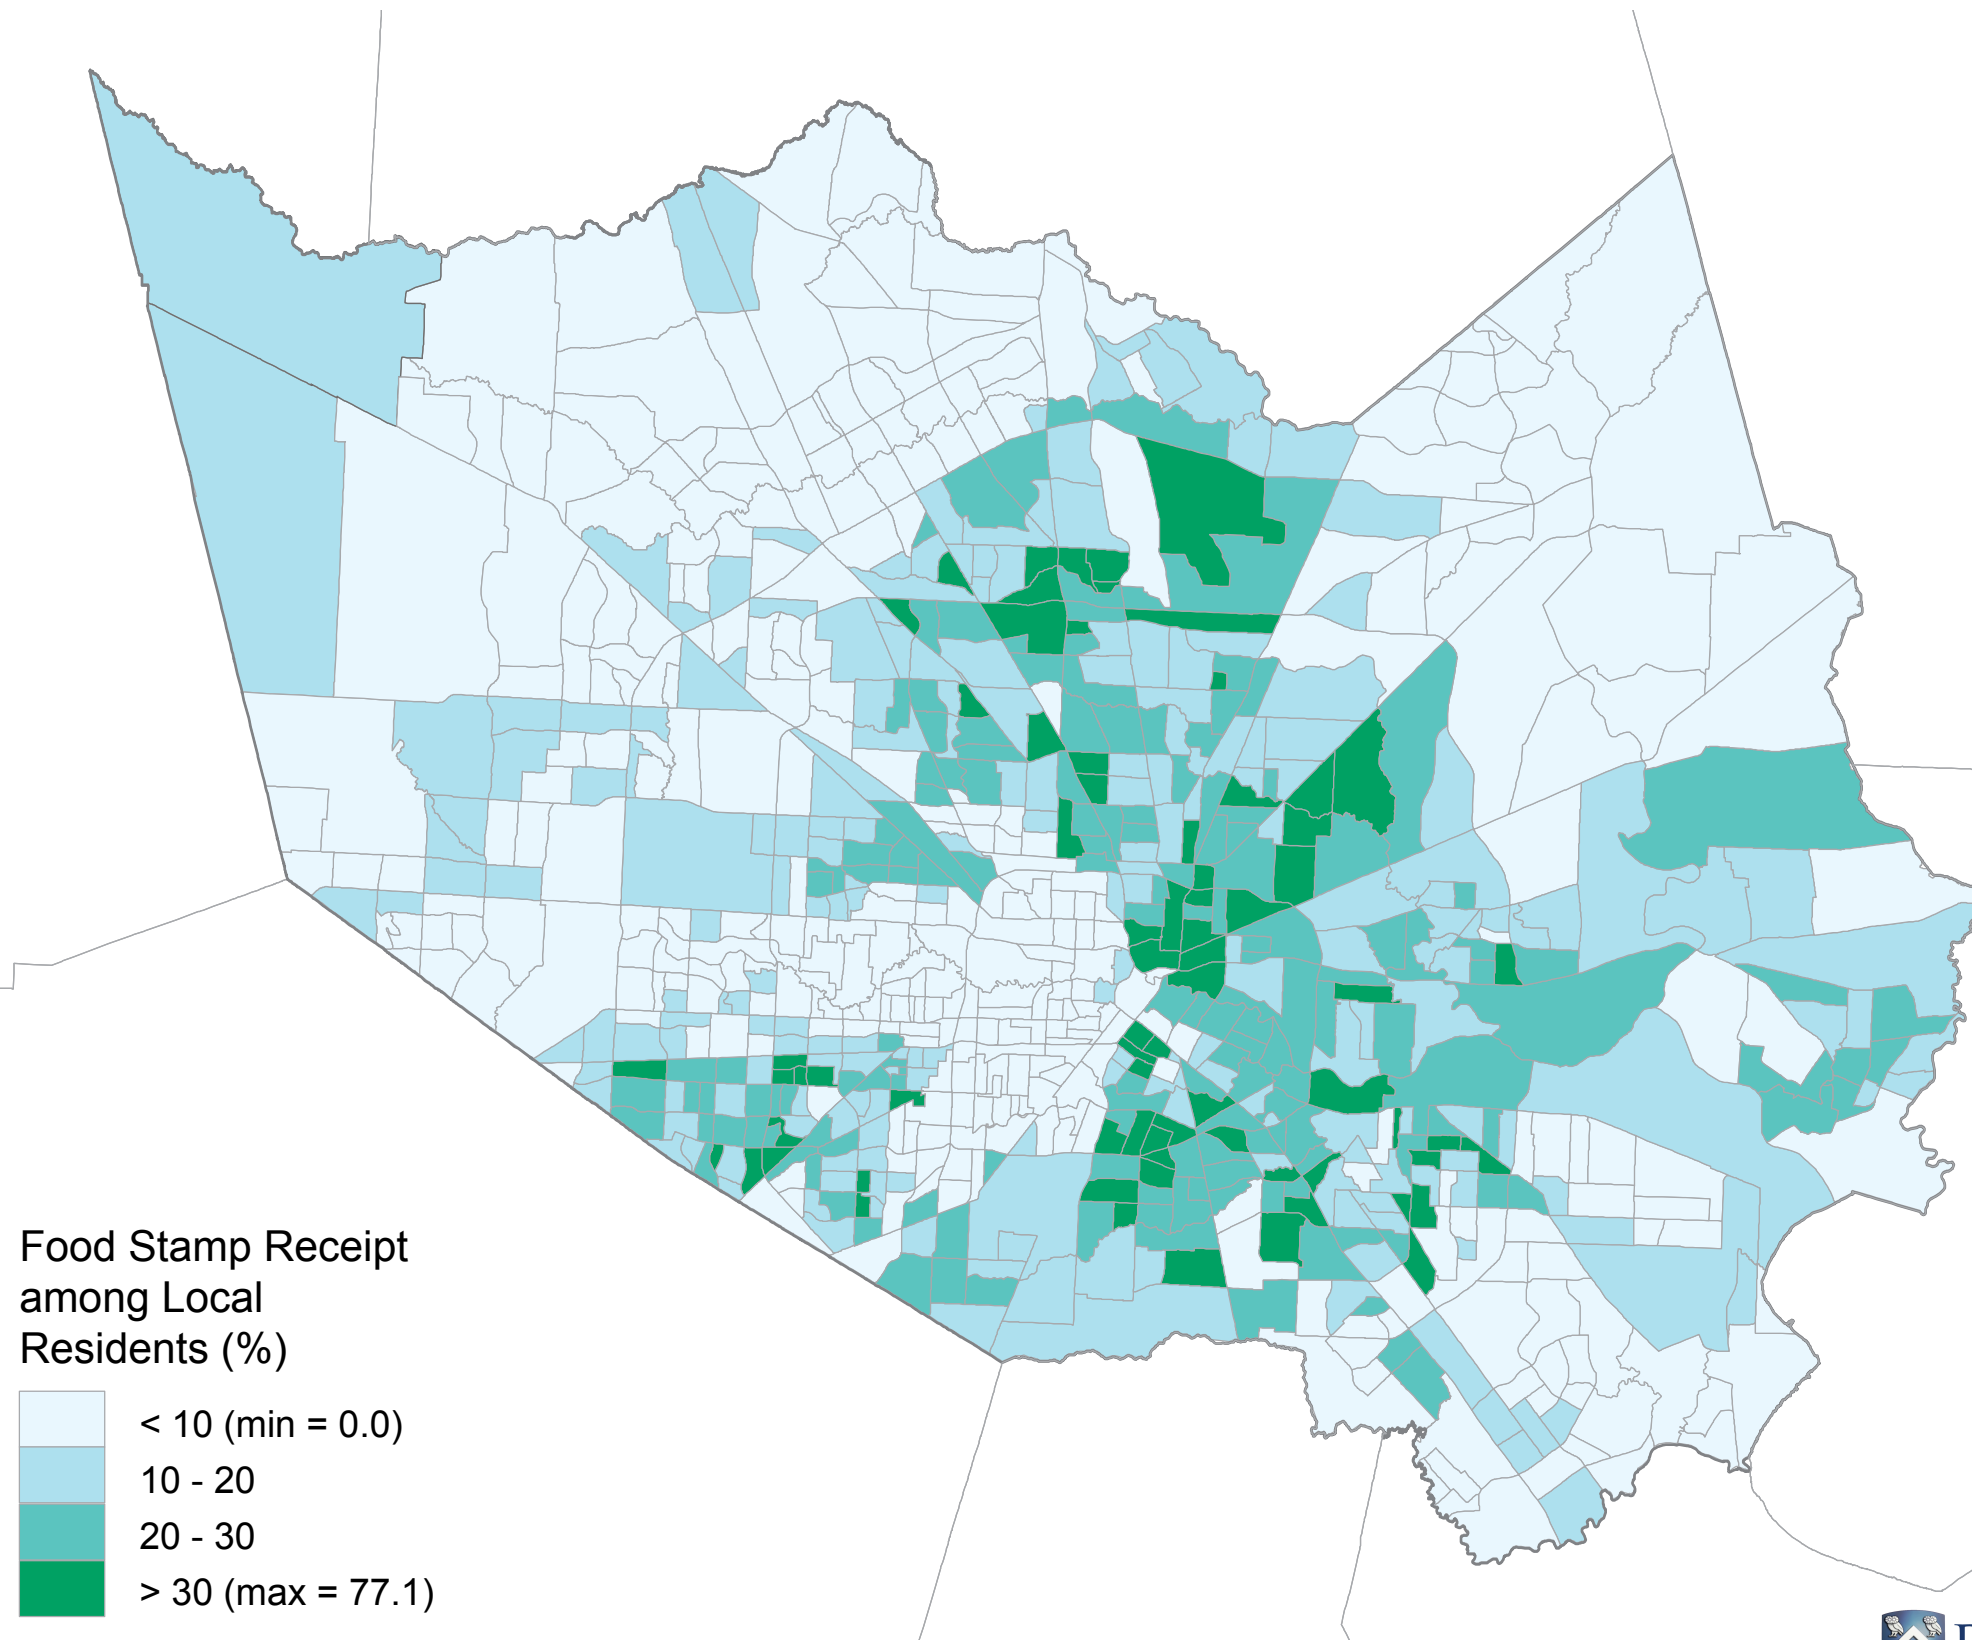 Food Stamp Receipt
among Local
Residents (%)
< 10 (min = 0.0)
10 - 20
20 - 30
> 30 (max = 77.1)